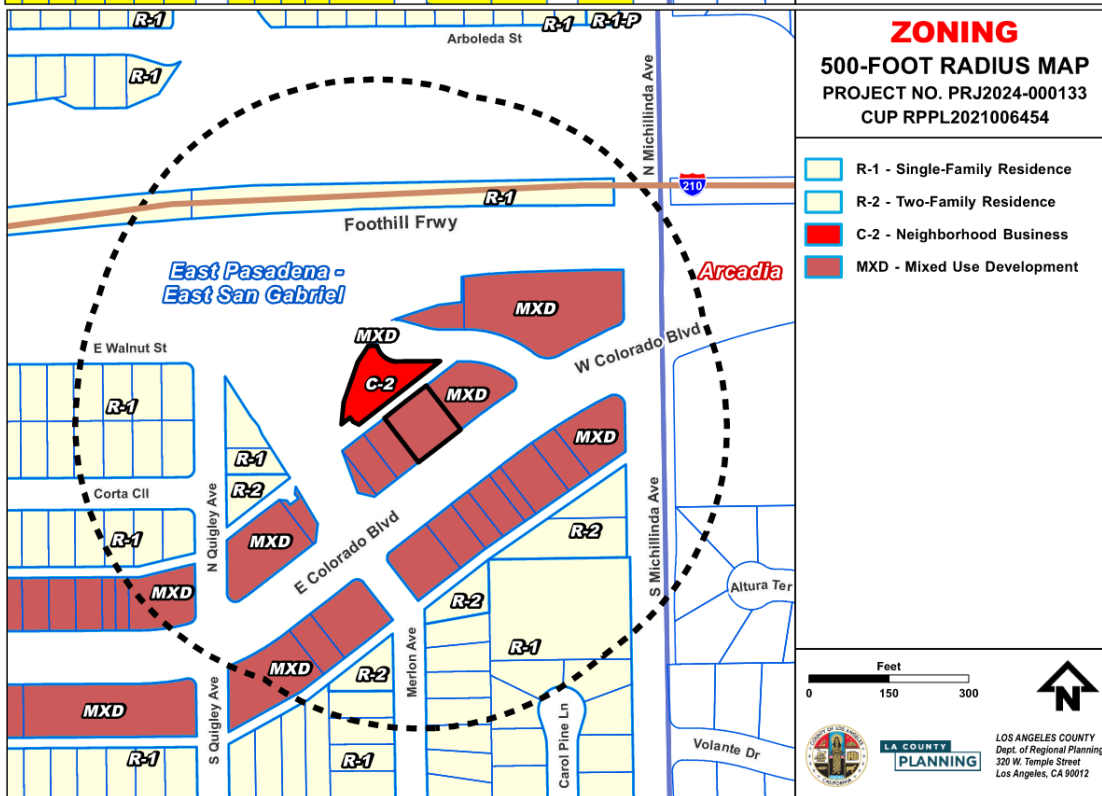 R-1
R-1-P
Arboleda St
R-1
N Michillinda Ave
210
R-1
Foothill Frwy
East Pasadena -
East San Gabriel
Arcadia
MXD
MXD
W Colorado Blvd
E Walnut St
C-2
MXD
R-1
MXD
R-1
R-2
Corta Cll
N Quigley Ave
R-1
MXD
E Colorado Blvd
R-2
S Michillinda Ave
MXD
Altura Ter
R-2
R-1
Merlon Ave
MXD
R-2
S Quigley Ave
MXD
Carol Pine Ln
Volante Dr
R-1
R-1
ZONING
500-FOOT RADIUS MAP
PROJECT NO. PRJ2024-000133
CUP RPPL2021006454
R-1 - Single-Family Residence
R-2 - Two-Family Residence
C-2 - Neighborhood Business
MXD - Mixed Use Development
Feet
0 150 300
N
COUNTY OF LOS ANGELES
CALIFORNIA
LA COUNTY
PLANNING
LOS ANGELES COUNTY
Dept. of Regional Planning
320 W. Temple Street
Los Angeles, CA 90012